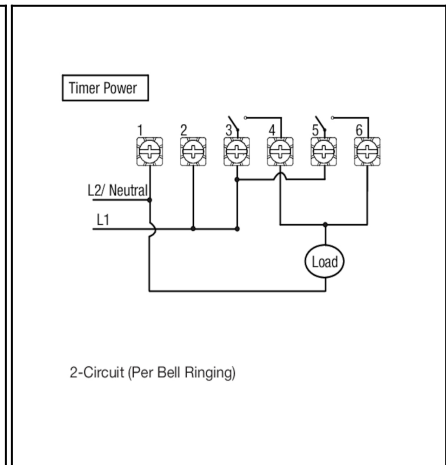 Timer Power
1 2 3 4 5 6
L2/ Neutral
L1
Load
2-Circuit (Per Bell Ringing)